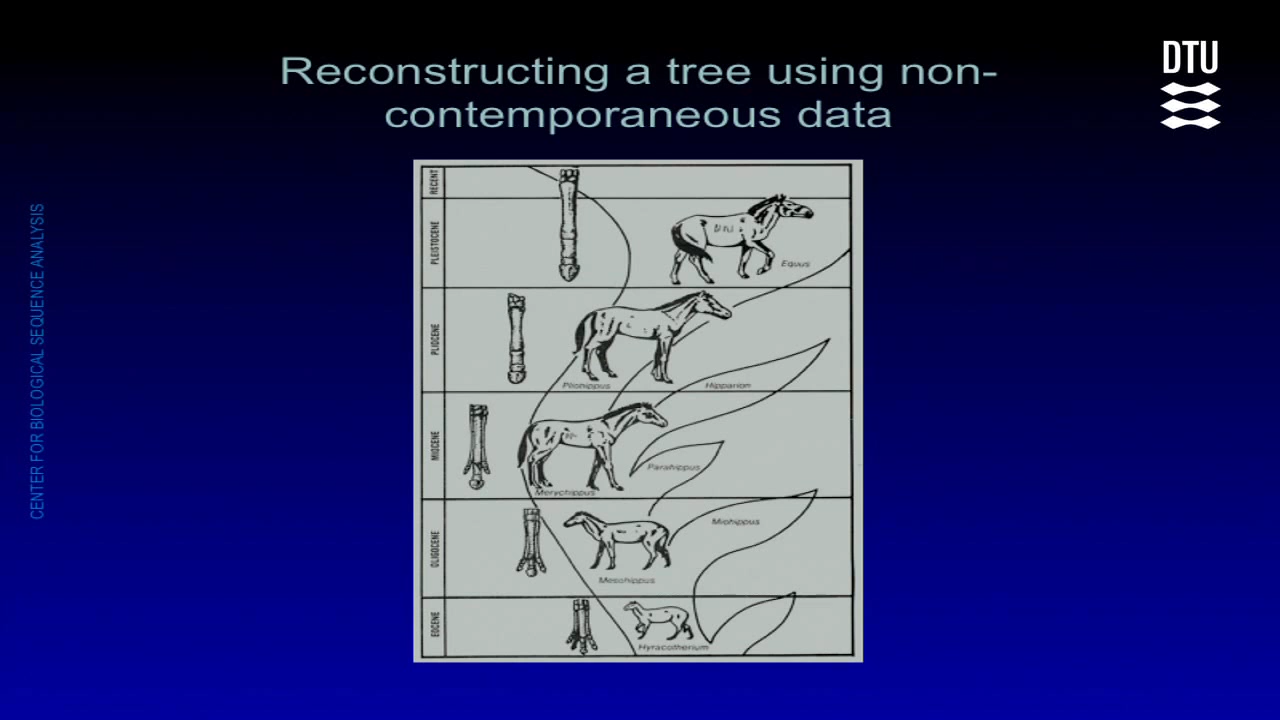 Reconstructing a tree using non-
contemporaneous data
DTU
CENTER FOR BIOLOGICAL SEQUENCE ANALYSIS
RECENT
PLEISTOCENE
Equus
PLIOCENE
Pliohippus
Hipparion
MIOCENE
Parahippus
Merychippus
OLIGOCENE
Miohippus
Mesohippus
EOCENE
Hyracotherium